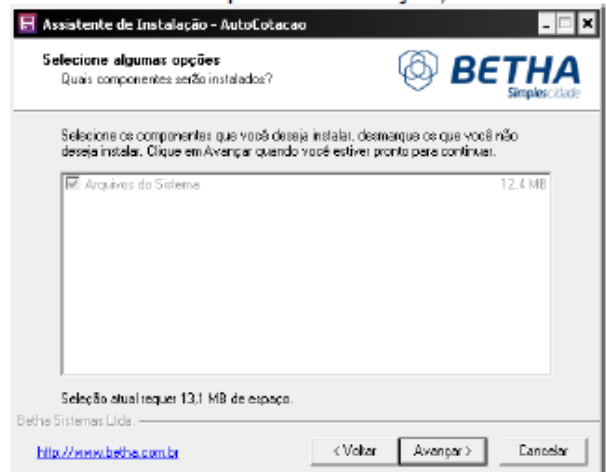 Assistente de Instalação - AutoCotacao
Selecione algumas opções
Quais componentes serão instalados?
BETHA
Simplescidade
Selecione os componentes que você deseja instalar, desmarque os que você não
deseja instalar. Clique em Avançar quando você estiver pronto para continuar.
Arquivos do Sistema 12,4 MB
Seleção atual requer 13,1 MB de espaço.
Betha Sistemas Ltda.
http://www.betha.com.br < Voltar Avançar > Cancelar